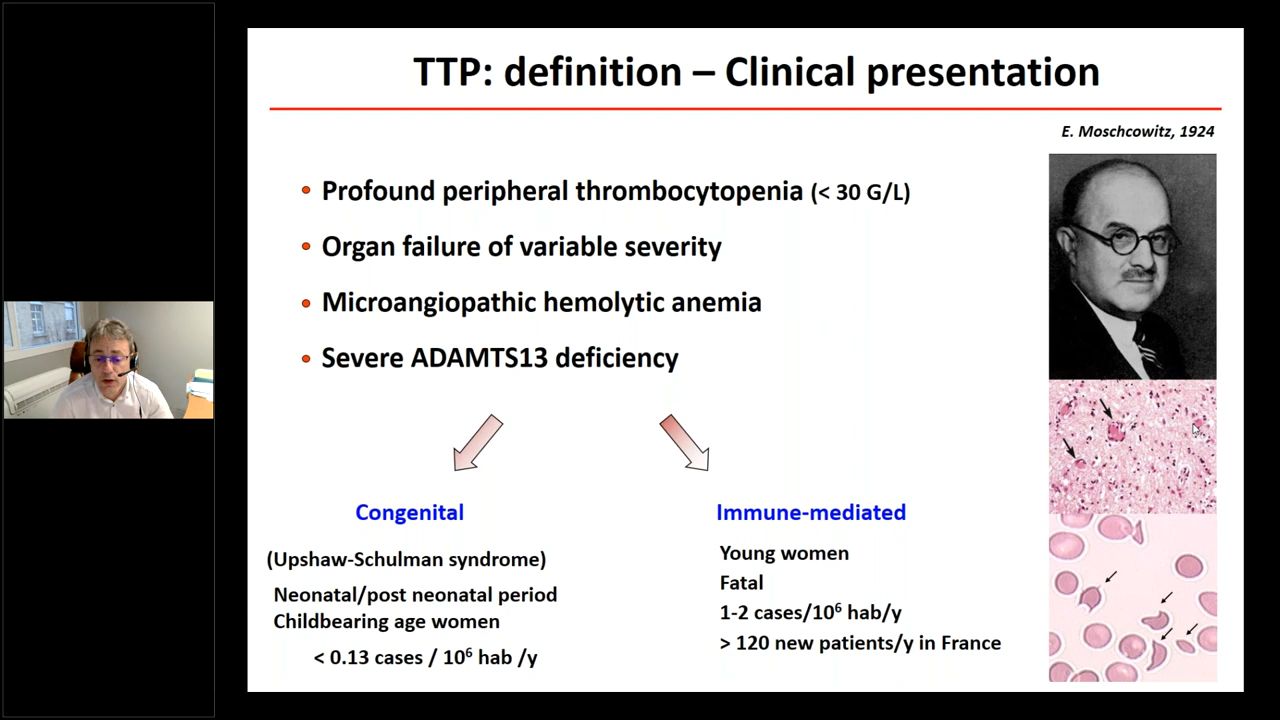 TTP: definition – Clinical presentation
E. Moschcowitz, 1924
• Profound peripheral thrombocytopenia (< 30 G/L)
• Organ failure of variable severity
• Microangiopathic hemolytic anemia
• Severe ADAMTS13 deficiency
Congenital
(Upshaw-Schulman syndrome)
Neonatal/post neonatal period
Childbearing age women
< 0.13 cases / 10⁶ hab /y
Immune-mediated
Young women
Fatal
1-2 cases/10⁶ hab/y
> 120 new patients/y in France